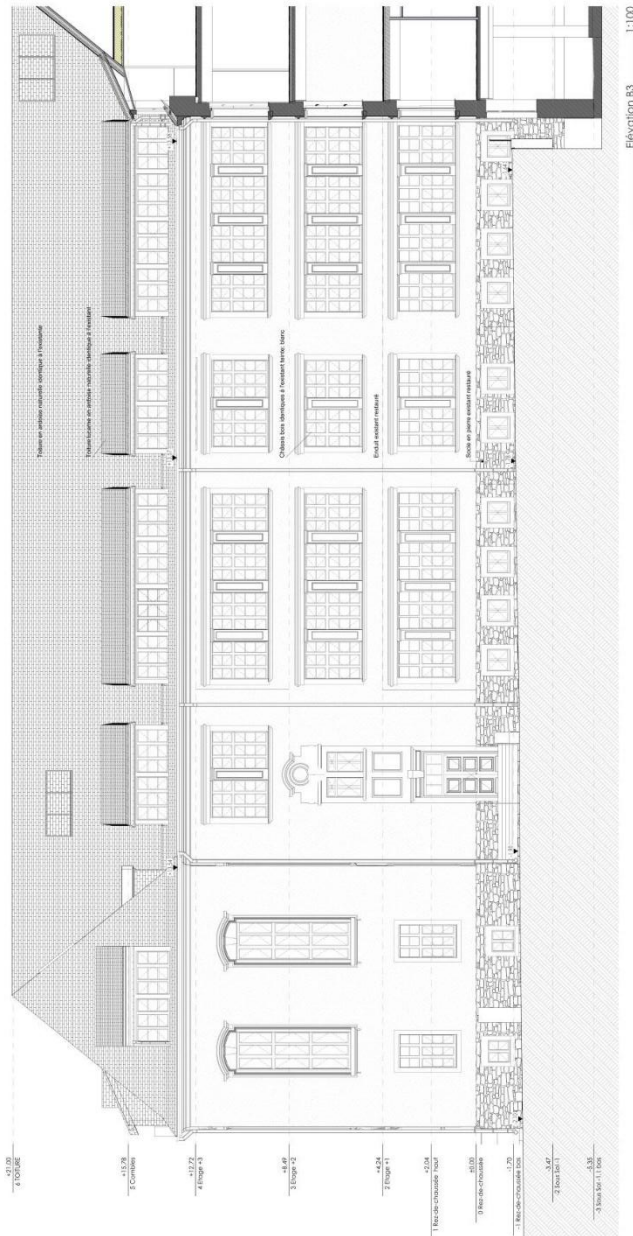 Elévation B3 1:100
Toiture en ardoise naturelle identique à l'existante
Toiture lucarne en ardoise naturelle identique à l'existant
Châssis bois identiques à l'existant teinte: blanc
Enduit existant restauré
Socle en pierre existant restauré
+21.00
6 TOITURE
+15.78
5 Combles
+12.72
4 Etage +3
+8.49
3 Etage +2
+4.24
2 Etage +1
+2.04
1 Rez-de-chaussée haut
±0.00
0 Rez-de-chaussée
-1.70
-1 Rez-de-chaussée bas
-3.47
-2 Sous Sol -1
-5.35
-3 Sous Sol -1.1 bas